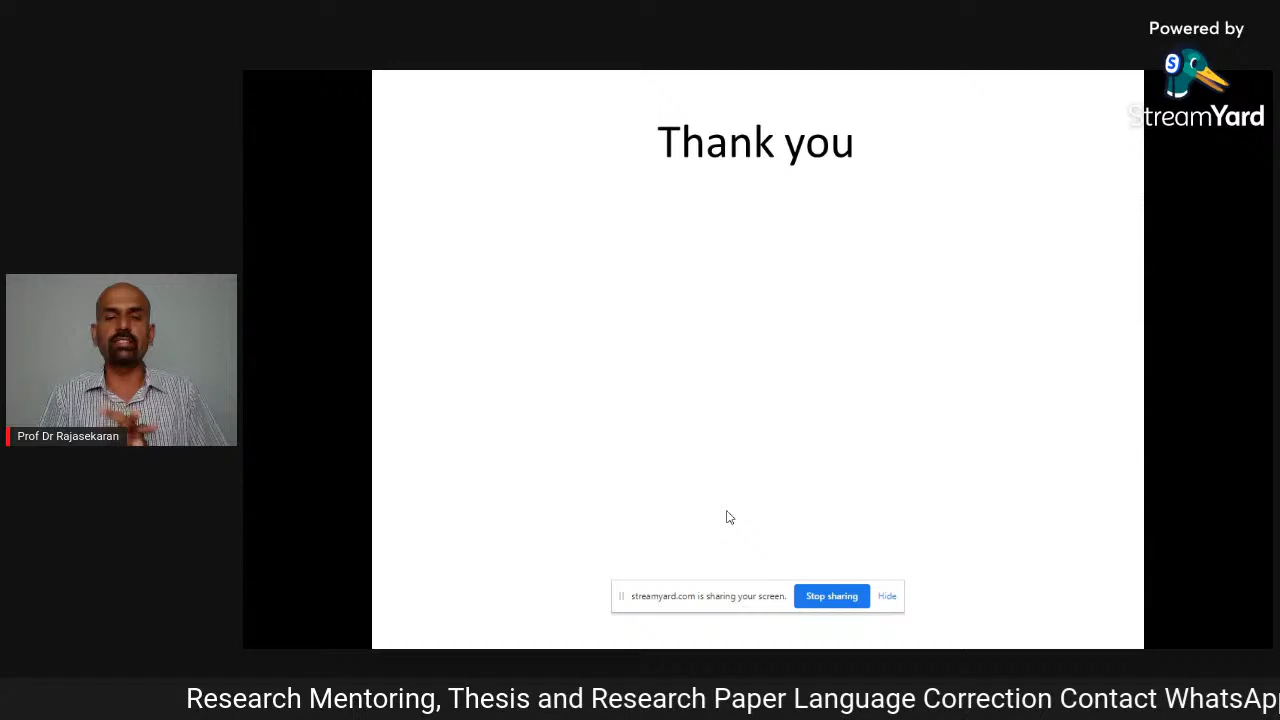 Powered by
StreamYard
Thank you
Prof Dr Rajasekaran
streamyard.com is sharing your screen.
Stop sharing
Hide
Research Mentoring, Thesis and Research Paper Language Correction Contact WhatsAp